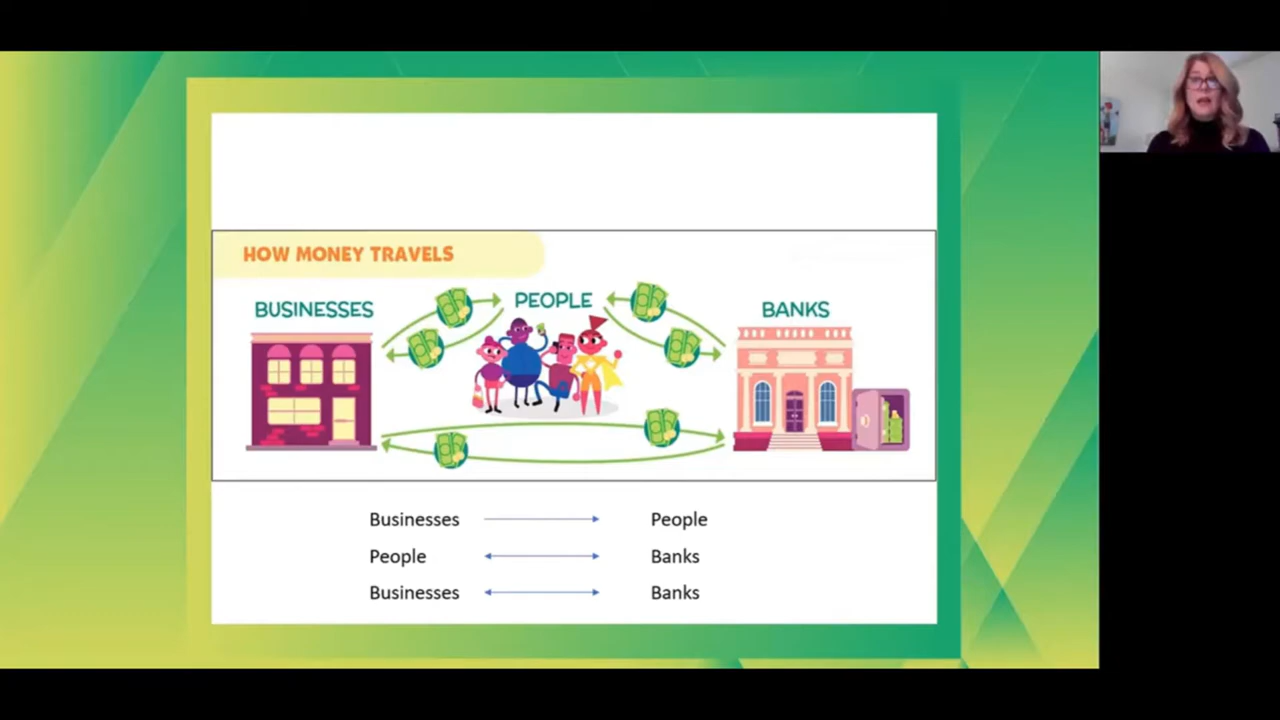 HOW MONEY TRAVELS
BUSINESSES
PEOPLE
BANKS
Businesses People
People Banks
Businesses Banks